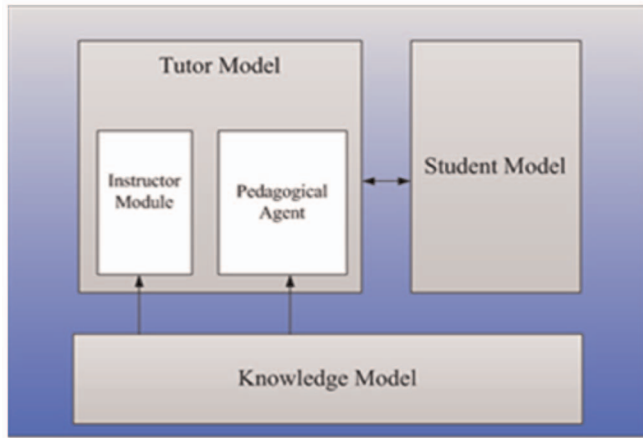 Tutor Model
Instructor
Module
Pedagogical
Agent
Student Model
Knowledge Model